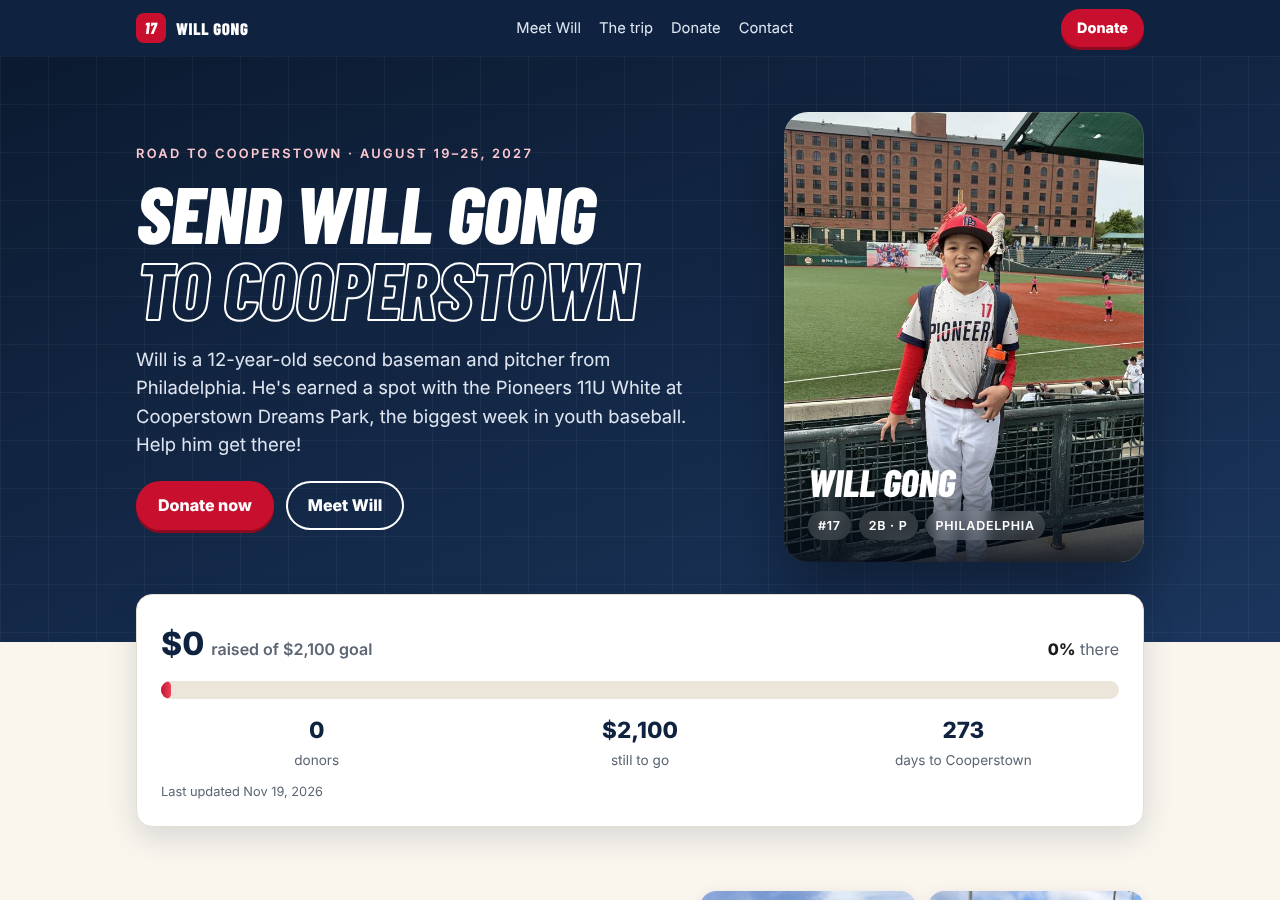 17 WILL GONG
Meet Will The trip Donate Contact
Donate
ROAD TO COOPERSTOWN · AUGUST 19–25, 2027
SEND WILL GONG
TO COOPERSTOWN
Will is a 12-year-old second baseman and pitcher from
Philadelphia. He's earned a spot with the Pioneers 11U White at
Cooperstown Dreams Park, the biggest week in youth baseball.
Help him get there!
Donate now Meet Will
17
PIONEER
WILL GONG
#17 2B · P PHILADELPHIA
$0 raised of $2,100 goal
0% there
0 $2,100 273
donors still to go days to Cooperstown
Last updated Nov 19, 2026